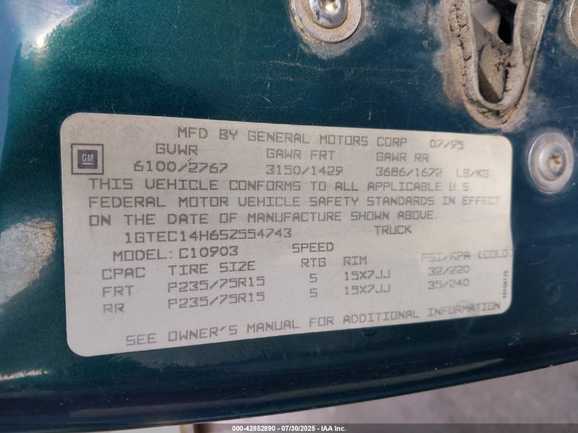 MFD BY GENERAL MOTORS CORP 07/95
GVWR GAWR FRT GAWR RR
GM 6100/2767 3150/1429 3686/1672 LB/KG
THIS VEHICLE CONFORMS TO ALL APPLICABLE U.S.
FEDERAL MOTOR VEHICLE SAFETY STANDARDS IN EFFECT
ON THE DATE OF MANUFACTURE SHOWN ABOVE.
1GTEC14H6SZ554743 TRUCK
MODEL: C10903 SPEED
CPAC TIRE SIZE RTG RIM PSI/KPA (COLD)
FRT P235/75R15 S 15X7JJ 32/220
RR P235/75R15 S 15X7JJ 35/240
SEE OWNER'S MANUAL FOR ADDITIONAL INFORMATION
000-42952890 - 07/30/2025 - IAA Inc.